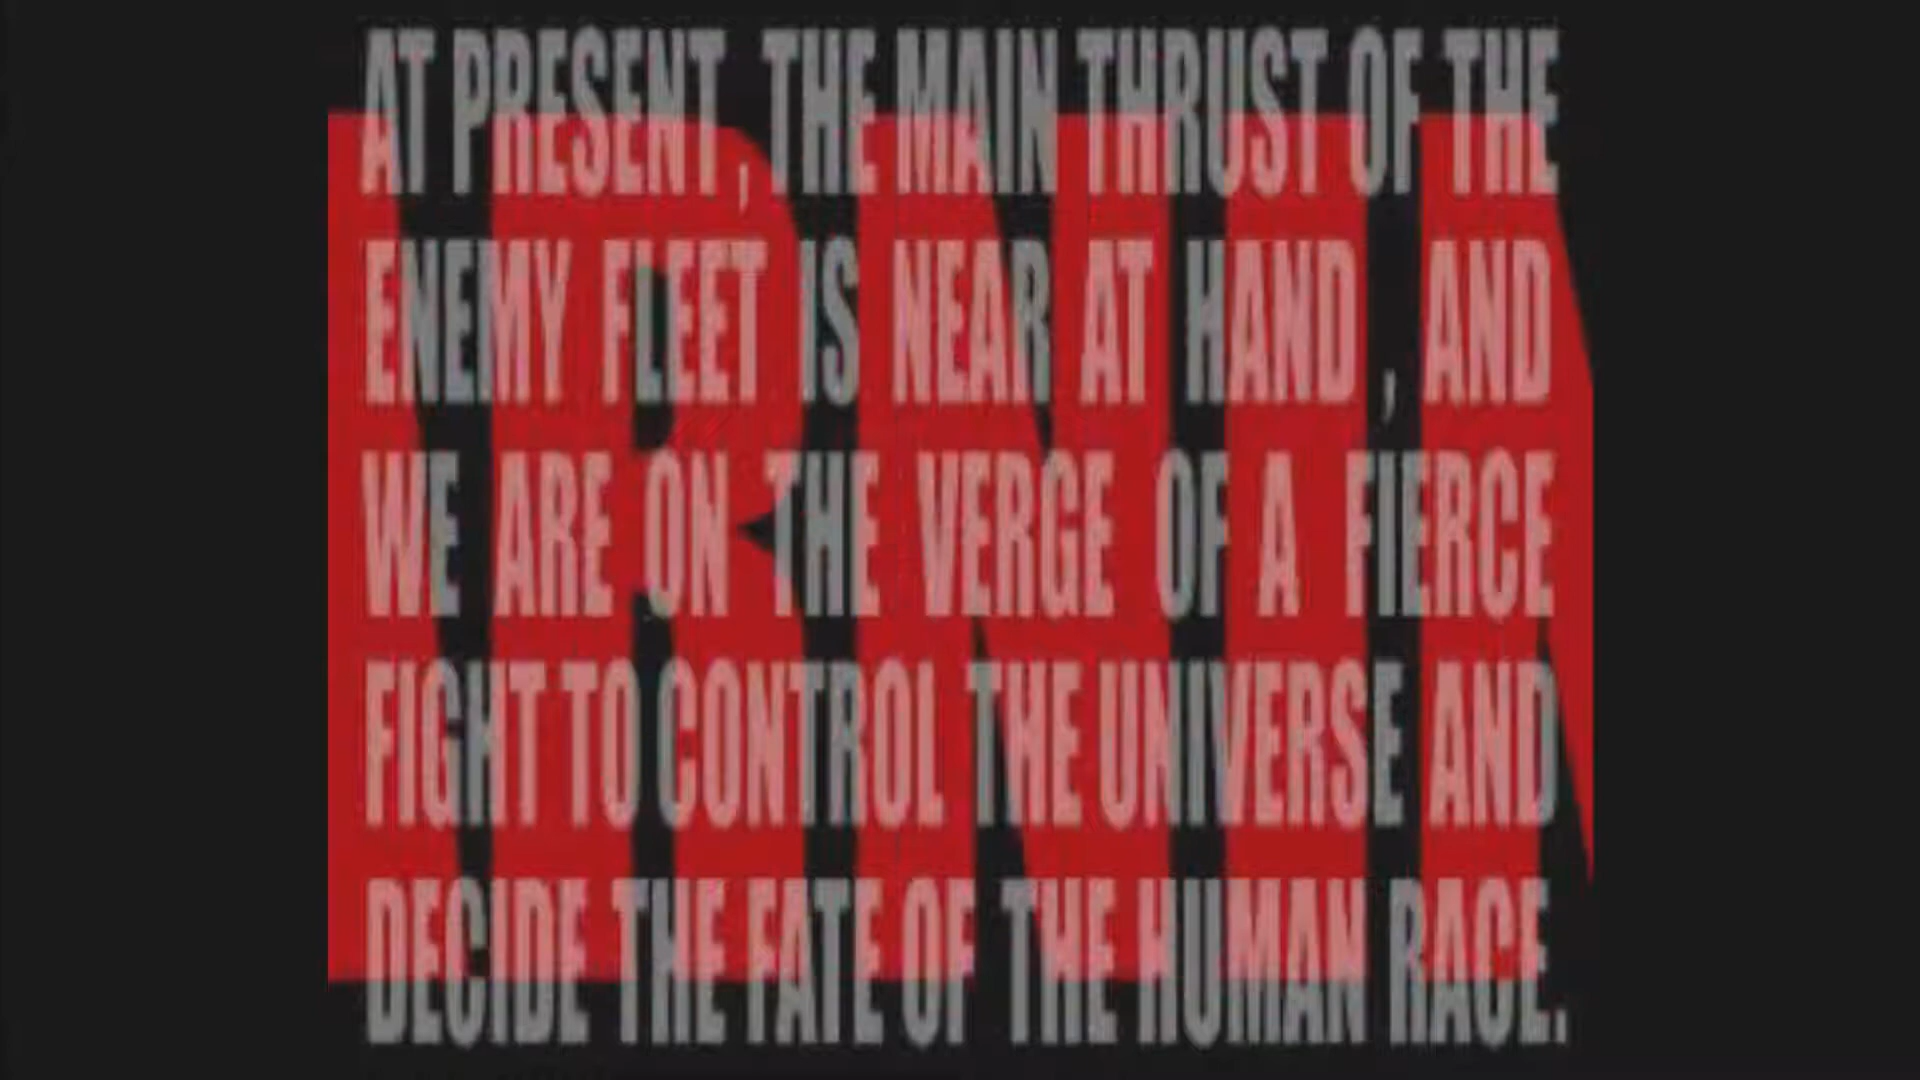 AT PRESENT, THE MAIN THRUST OF THE
ENEMY FLEET IS NEAR AT HAND, AND
WE ARE ON THE VERGE OF A FIERCE
FIGHT TO CONTROL THE UNIVERSE AND
DECIDE THE FATE OF THE HUMAN RACE.